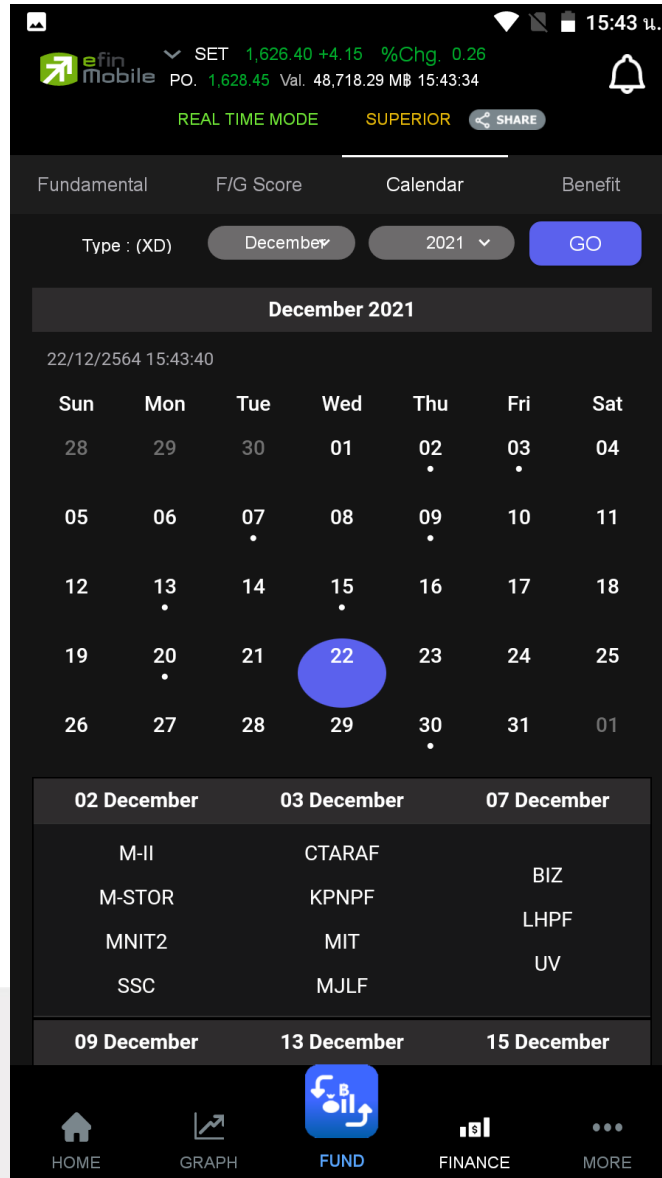 15:43 น.
efin Mobile
SET 1,626.40 +4.15 %Chg. 0.26
PO. 1,628.45 Val. 48,718.29 M฿ 15:43:34
REAL TIME MODE SUPERIOR SHARE
Fundamental F/G Score Calendar Benefit
Type : (XD) December 2021 GO
December 2021
22/12/2564 15:43:40
Sun Mon Tue Wed Thu Fri Sat
28 29 30 01 02 03 04
05 06 07 08 09 10 11
12 13 14 15 16 17 18
19 20 21 22 23 24 25
26 27 28 29 30 31 01
02 December 03 December 07 December
M-II CTARAF BIZ
M-STOR KPNPF LHPF
MNIT2 MIT UV
SSC MJLF
09 December 13 December 15 December
B
oil
$
HOME GRAPH FUND FINANCE MORE